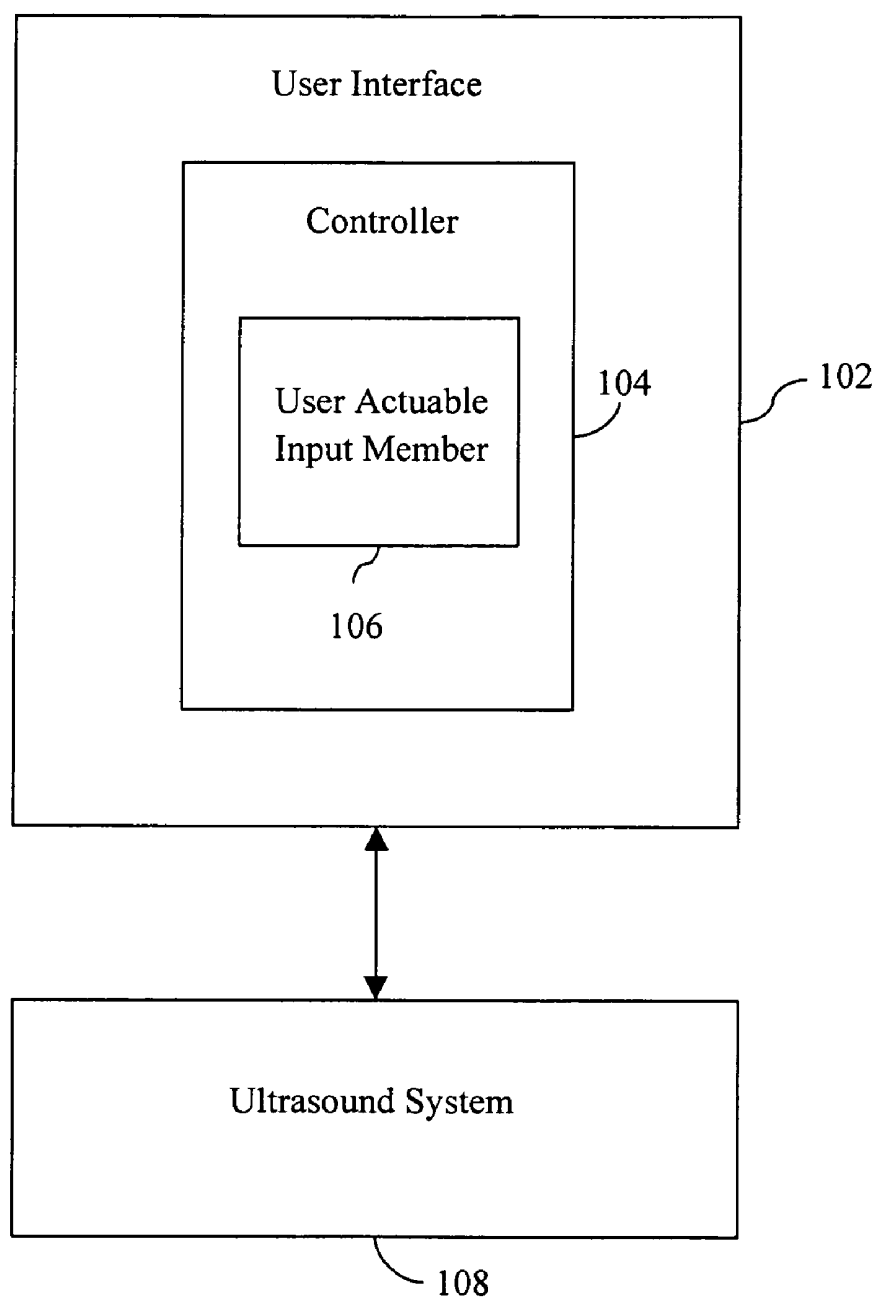 User Interface
Controller
User Actuable
Input Member
104
102
106
Ultrasound System
108